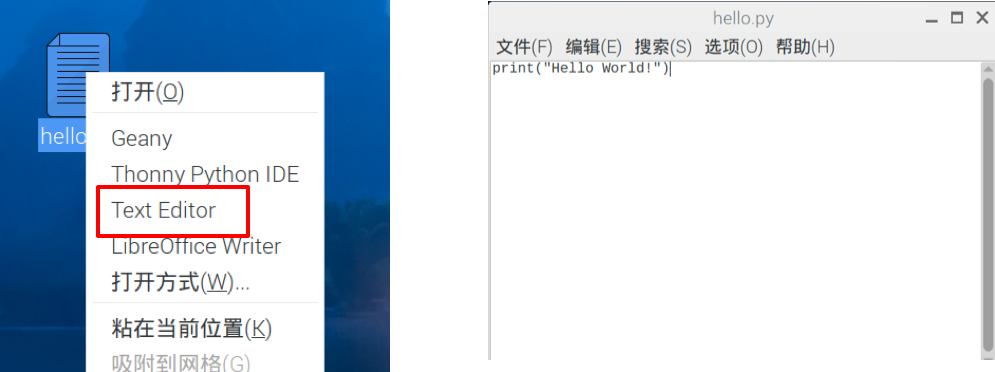 hello
打开(O)
Geany
Thonny Python IDE
Text Editor
LibreOffice Writer
打开方式(W)...
粘在当前位置(K)
吸附到网格(G)
hello.py
文件(F) 编辑(E) 搜索(S) 选项(O) 帮助(H)
print("Hello World!")